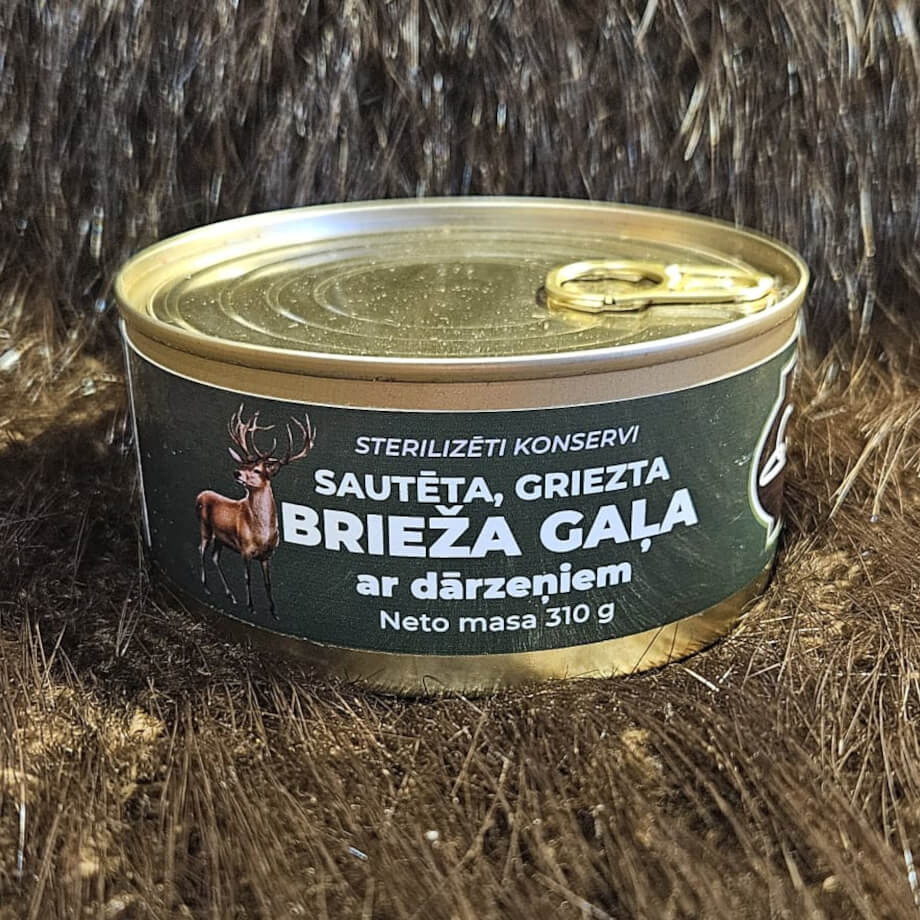 STERILIZĒTI KONSERVI
SAUTĒTA, GRIEZTA
BRIEŽA GAĻA
ar dārzeņiem
Neto masa 310 g